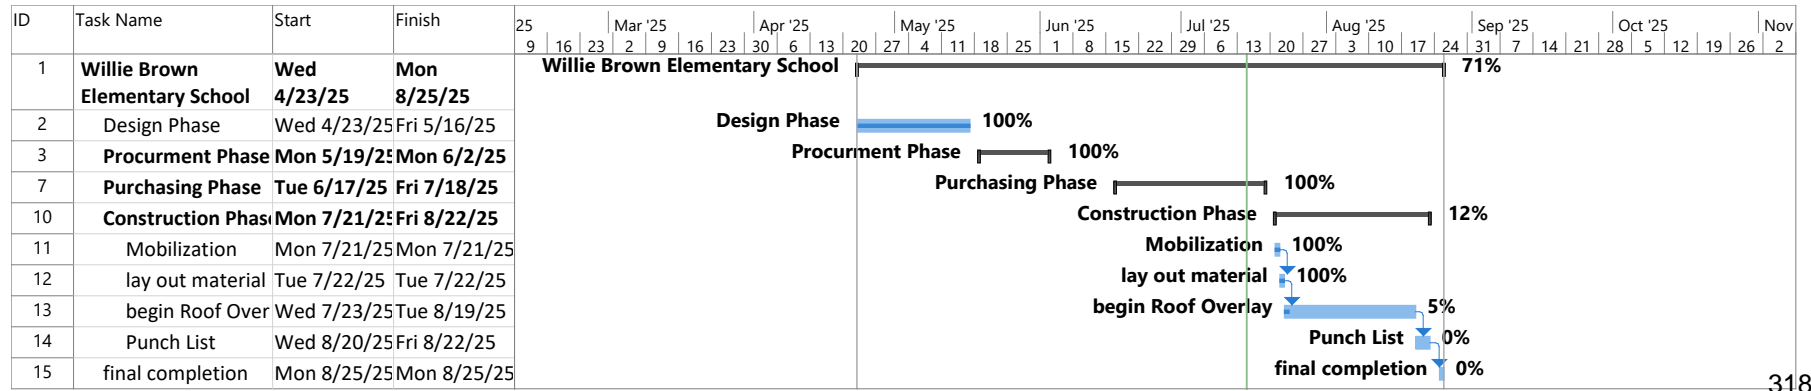 ID Task Name Start Finish 25 Mar '25 Apr '25 May '25 Jun '25 Jul '25 Aug '25 Sep '25 Oct '25 Nov
9 16 23 2 9 16 23 30 6 13 20 27 4 11 18 25 1 8 15 22 29 6 13 20 27 3 10 17 24 31 7 14 21 28 5 12 19 26 2
1 Willie Brown Wed Mon Willie Brown Elementary School 71%
Elementary School 4/23/25 8/25/25
2 Design Phase Wed 4/23/25 Fri 5/16/25 Design Phase 100%
3 Procurment Phase Mon 5/19/25 Mon 6/2/25 Procurment Phase 100%
7 Purchasing Phase Tue 6/17/25 Fri 7/18/25 Purchasing Phase 100%
10 Construction Phase Mon 7/21/25 Fri 8/22/25 Construction Phase 12%
11 Mobilization Mon 7/21/25 Mon 7/21/25 Mobilization 100%
12 lay out material Tue 7/22/25 Tue 7/22/25 lay out material 100%
13 begin Roof Over Wed 7/23/25 Tue 8/19/25 begin Roof Overlay 5%
14 Punch List Wed 8/20/25 Fri 8/22/25 Punch List 0%
15 final completion Mon 8/25/25 Mon 8/25/25 final completion 0%
318